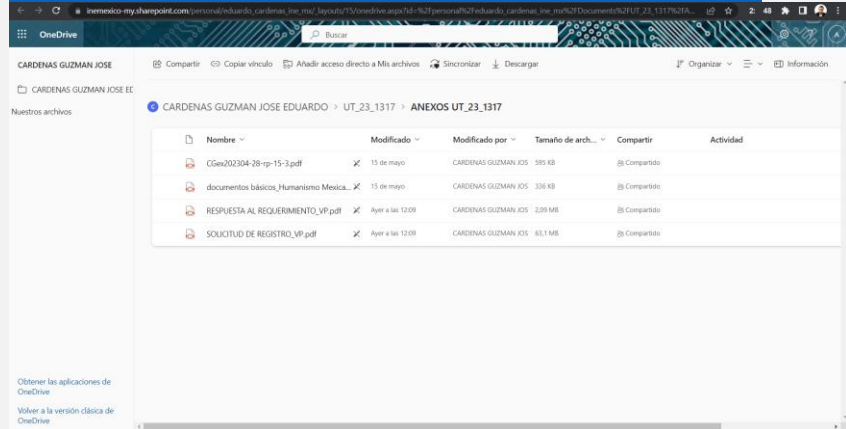 inemexico-my.sharepoint.com/personal/eduardo_cardenas_ine_mx/_layouts/15/onedrive.aspx?id=%2Fpersonal%2Feduardo_cardenas_ine_mx%2FDocuments%2FUT_23_1317%2FA...
OneDrive
Buscar
CARDENAS GUZMAN JOSE
Compartir Copiar vínculo Añadir acceso directo a Mis archivos Sincronizar Descargar Organizar Información
CARDENAS GUZMAN JOSE ED
Nuestros archivos
CARDENAS GUZMAN JOSE EDUARDO > UT_23_1317 > ANEXOS UT_23_1317
Nombre Modificado Modificado por Tamaño de arch... Compartir Actividad
CGex202304-28-rp-15-3.pdf 15 de mayo CARDENAS GUZMAN JOS 595 KB Compartido
documentos básicos_Humanismo Mexica... 15 de mayo CARDENAS GUZMAN JOS 336 KB Compartido
RESPUESTA AL REQUERIMIENTO_VP.pdf Ayer a las 12:09 CARDENAS GUZMAN JOS 2,09 MB Compartido
SOLICITUD DE REGISTRO_VP.pdf Ayer a las 12:09 CARDENAS GUZMAN JOS 63,1 MB Compartido
Obtener las aplicaciones de
OneDrive
Volver a la versión clásica de
OneDrive